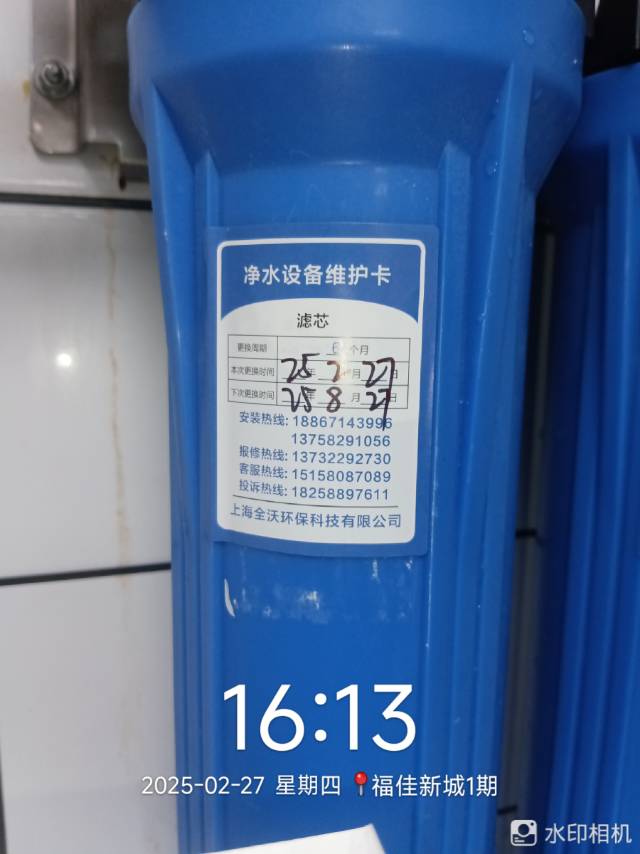 净水设备维护卡
滤芯
更换周期 6 个月
本次更换时间 25 年 2 月 27 日
下次更换时间 25 年 8 月 27 日
安装热线: 18867143996
13758291056
报修热线: 13732292730
客服热线: 15158087089
投诉热线: 18258897611
上海全沃环保科技有限公司
16:13
2025-02-27 星期四 📍福佳新城1期
水印相机